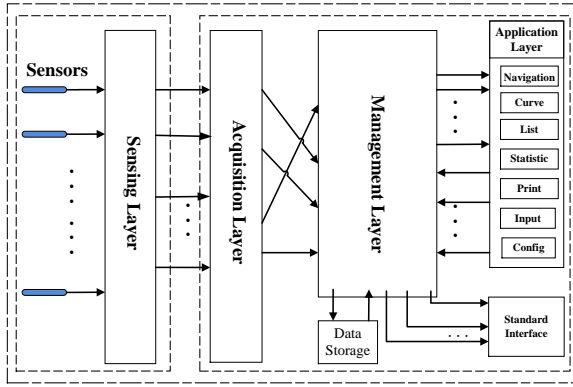 Sensors
Sensing Layer
Acquisition Layer
Management Layer
Application
Layer
Navigation
Curve
List
Statistic
Print
Input
Config
Data
Storage
Standard
Interface